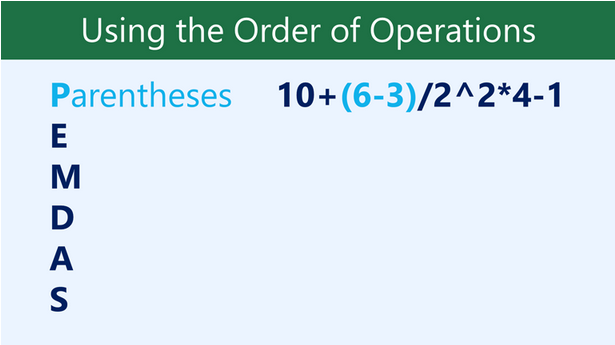 Using the Order of Operations
Parentheses 10+(6-3)/2^2*4-1
E
M
D
A
S